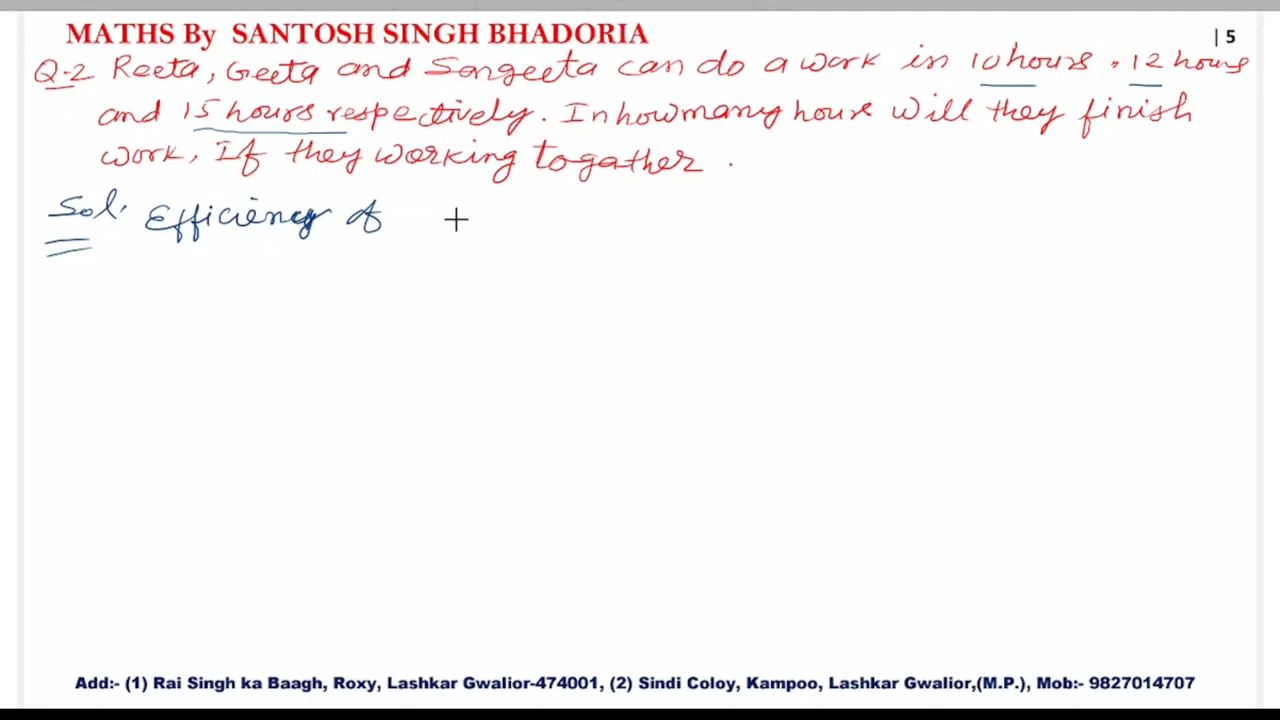 MATHS By SANTOSH SINGH BHADORIA
| 5
Q-2 Reeta, Geeta and Sangeeta can do a work in 10 hours, 12 hours
and 15 hours respectively. In how many hours will they finish
work, If they working togather.
Sol. Efficiency of
Add:- (1) Rai Singh ka Baagh, Roxy, Lashkar Gwalior-474001, (2) Sindi Coloy, Kampoo, Lashkar Gwalior,(M.P.), Mob:- 9827014707